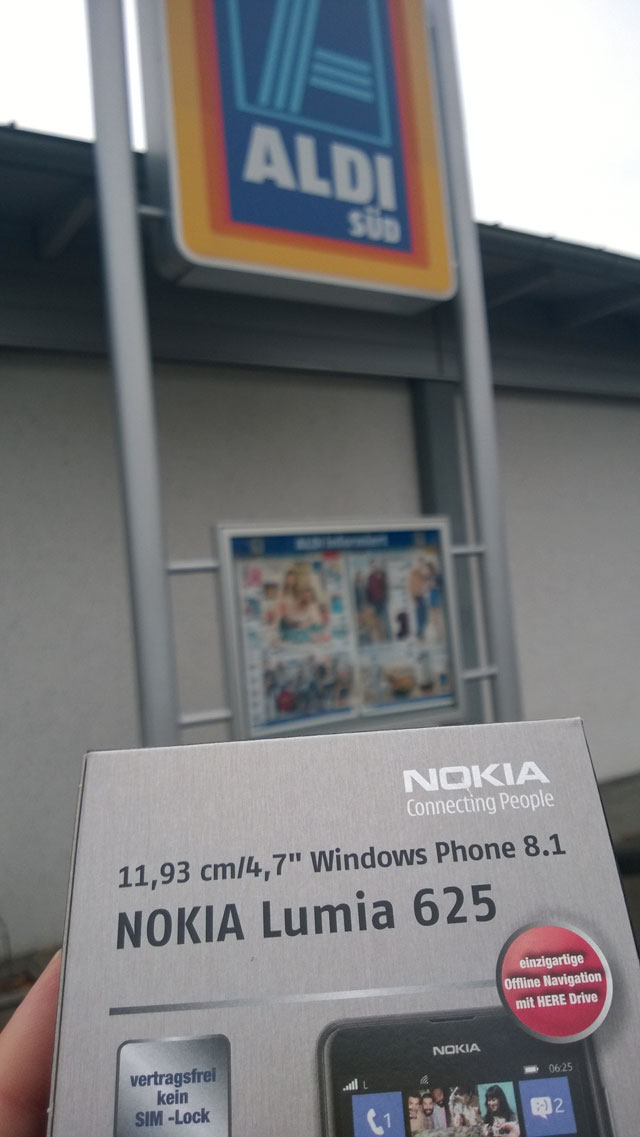 ALDI
SÜD
NOKIA
Connecting People
11,93 cm/4,7" Windows Phone 8.1
NOKIA Lumia 625
einzigartige
Offline Navigation
mit HERE Drive
vertragsfrei
kein
SIM -Lock
NOKIA
L
06:25
1
2